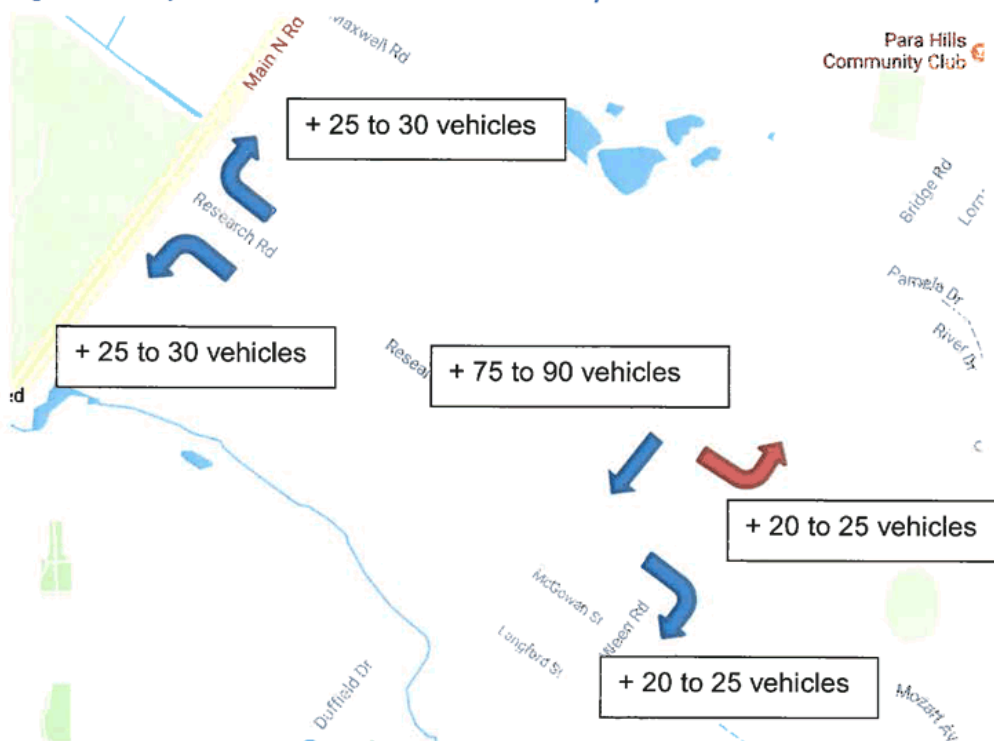 Maxwell Rd
Main N Rd
Para Hills
Community Club
+ 25 to 30 vehicles
Bridge Rd
Research Rd
Pamela Dr
River Dr
+ 25 to 30 vehicles
+ 75 to 90 vehicles
+ 20 to 25 vehicles
McGowan St
Langford St
+ 20 to 25 vehicles
Duffield Dr
Mozart Av